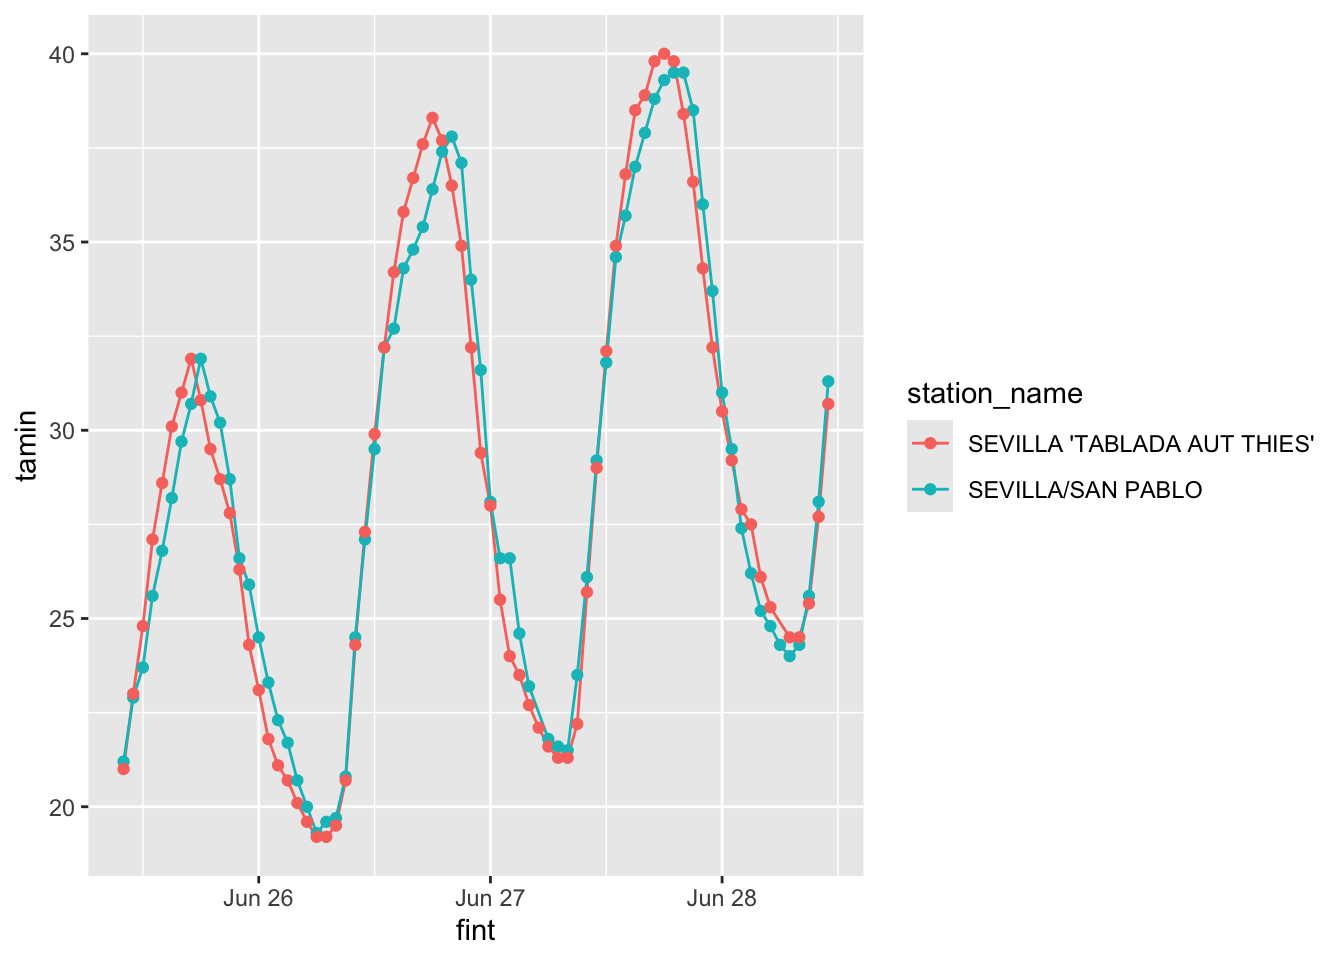 40
35
30
25
20
tamin
Jun 26
Jun 27
Jun 28
fint
station_name
SEVILLA 'TABLADA AUT THIES'
SEVILLA/SAN PABLO